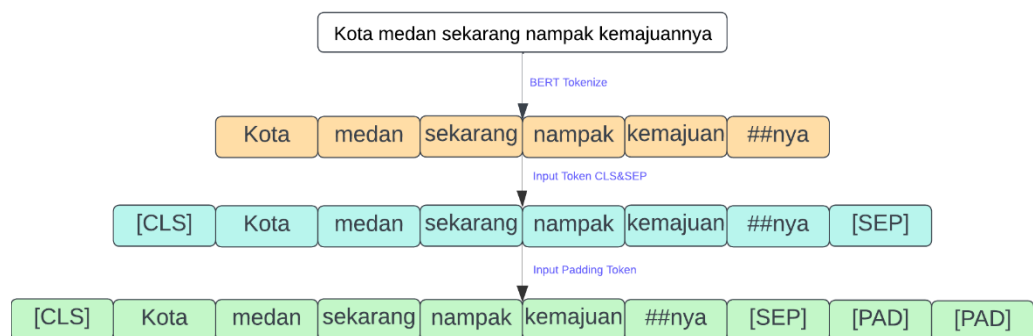 Kota medan sekarang nampak kemajuannya
BERT Tokenize
Kota medan sekarang nampak kemajuan ##nya
Input Token CLS&SEP
[CLS] Kota medan sekarang nampak kemajuan ##nya [SEP]
Input Padding Token
[CLS] Kota medan sekarang nampak kemajuan ##nya [SEP] [PAD] [PAD]